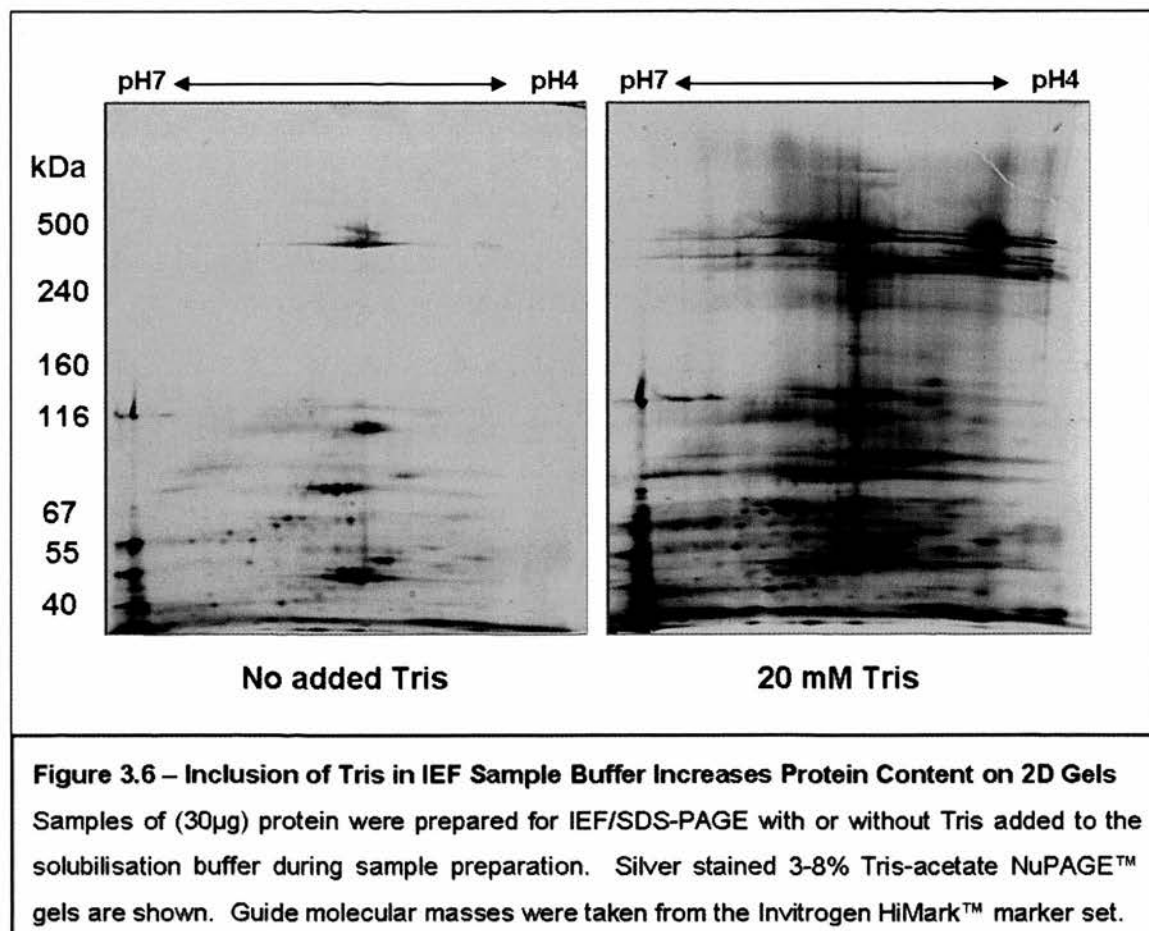 pH7 pH4 pH7 pH4
kDa
500
240
160
116
67
55
40
No added Tris 20 mM Tris
Figure 3.6 – Inclusion of Tris in IEF Sample Buffer Increases Protein Content on 2D Gels
Samples of (30µg) protein were prepared for IEF/SDS-PAGE with or without Tris added to the
solubilisation buffer during sample preparation. Silver stained 3-8% Tris-acetate NuPAGE™
gels are shown. Guide molecular masses were taken from the Invitrogen HiMark™ marker set.